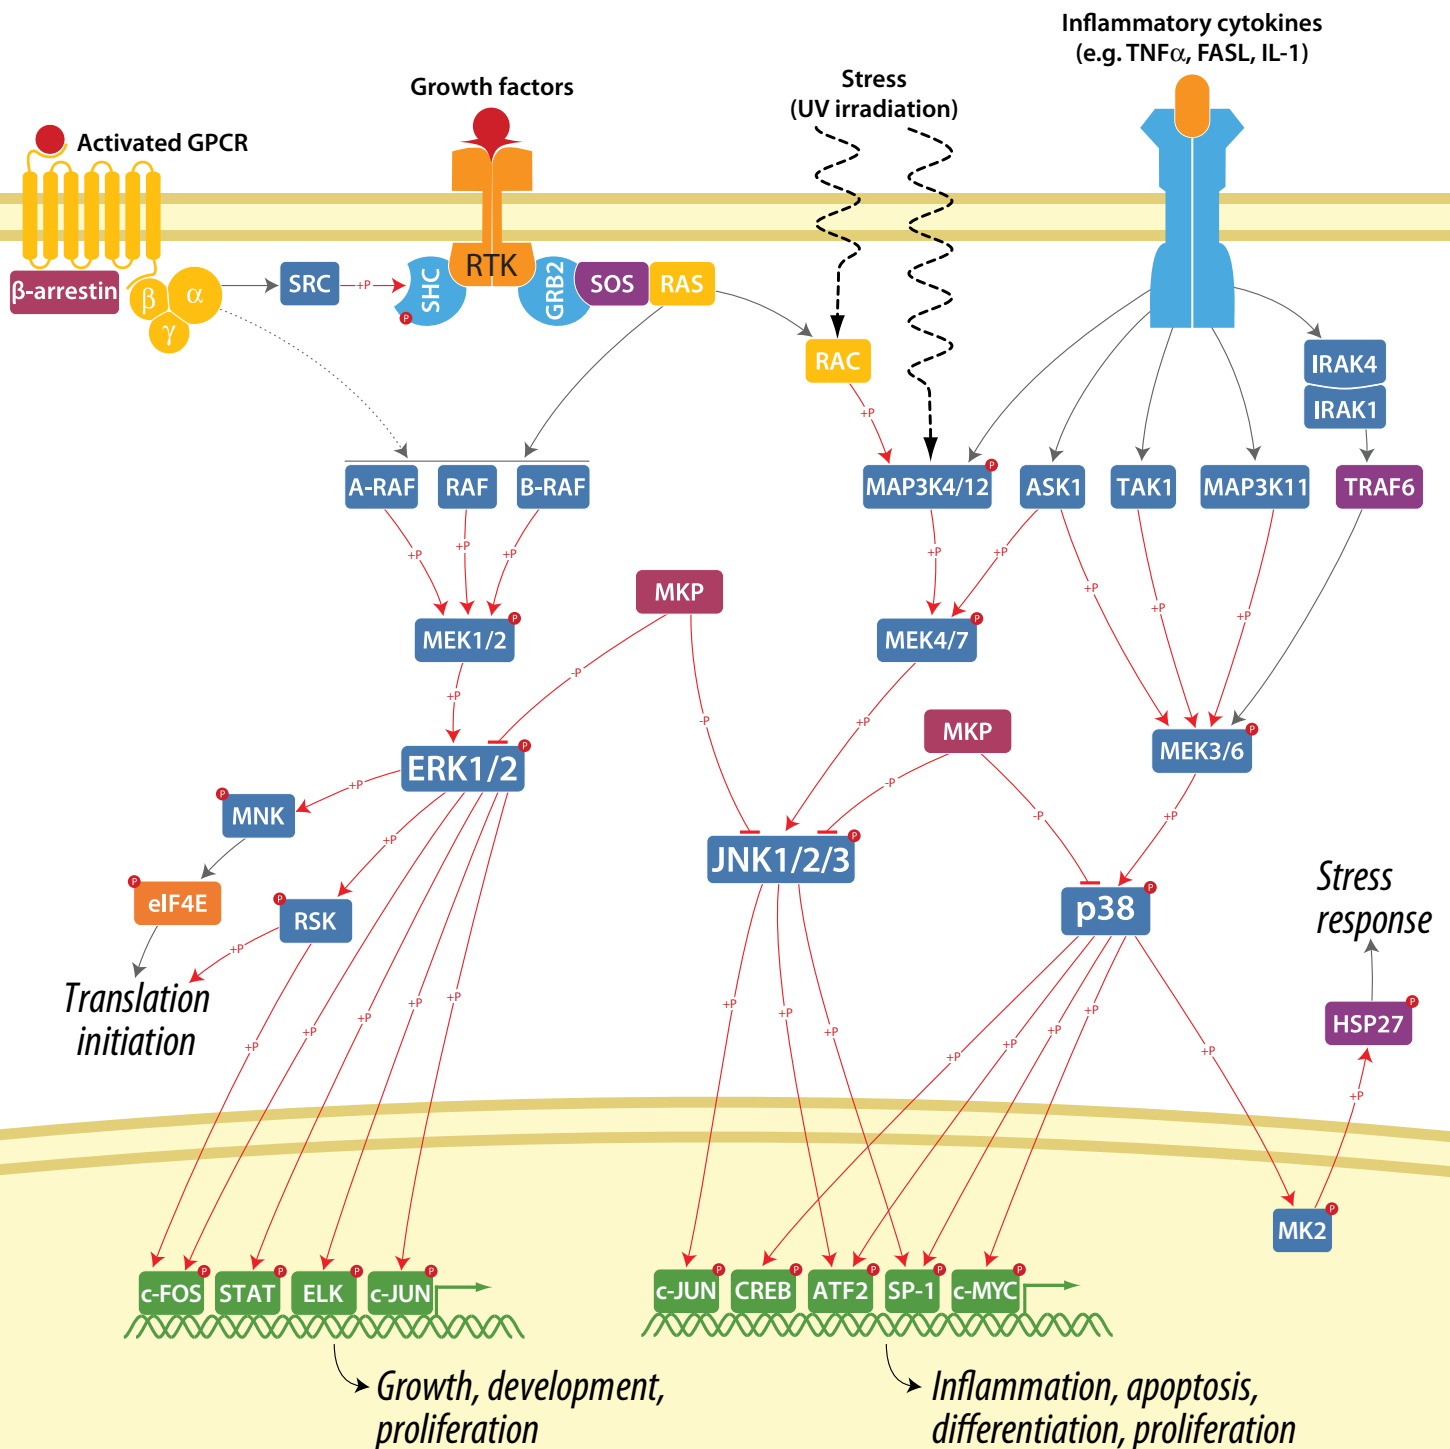 Inflammatory cytokines
(e.g. TNFα, FASL, IL-1)
Stress
(UV irradiation)
Growth factors
Activated GPCR
β-arrestin
β
α
γ
SRC
+P
SHC
P
RTK
GRB2
SOS
RAS
RAC
+P
IRAK4
IRAK1
A-RAF
RAF
B-RAF
MAP3K4/12
P
ASK1
TAK1
MAP3K11
TRAF6
+P
+P
+P
+P
+P
+P
+P
+P
MKP
MEK1/2
P
MEK4/7
P
+P
-P
-P
+P
MKP
MEK3/6
P
ERK1/2
P
+P
-P
-P
+P
MNK
P
+P
JNK1/2/3
P
eIF4E
P
RSK
P
p38
P
Stress
response
+P
Translation
initiation
HSP27
P
+P
+P
+P
+P
+P
+P
+P
+P
+P
+P
+P
+P
+P
+P
MK2
P
c-FOS
P
STAT
P
ELK
P
c-JUN
P
c-JUN
P
CREB
P
ATF2
P
SP-1
P
c-MYC
P
Growth, development,
proliferation
Inflammation, apoptosis,
differentiation, proliferation